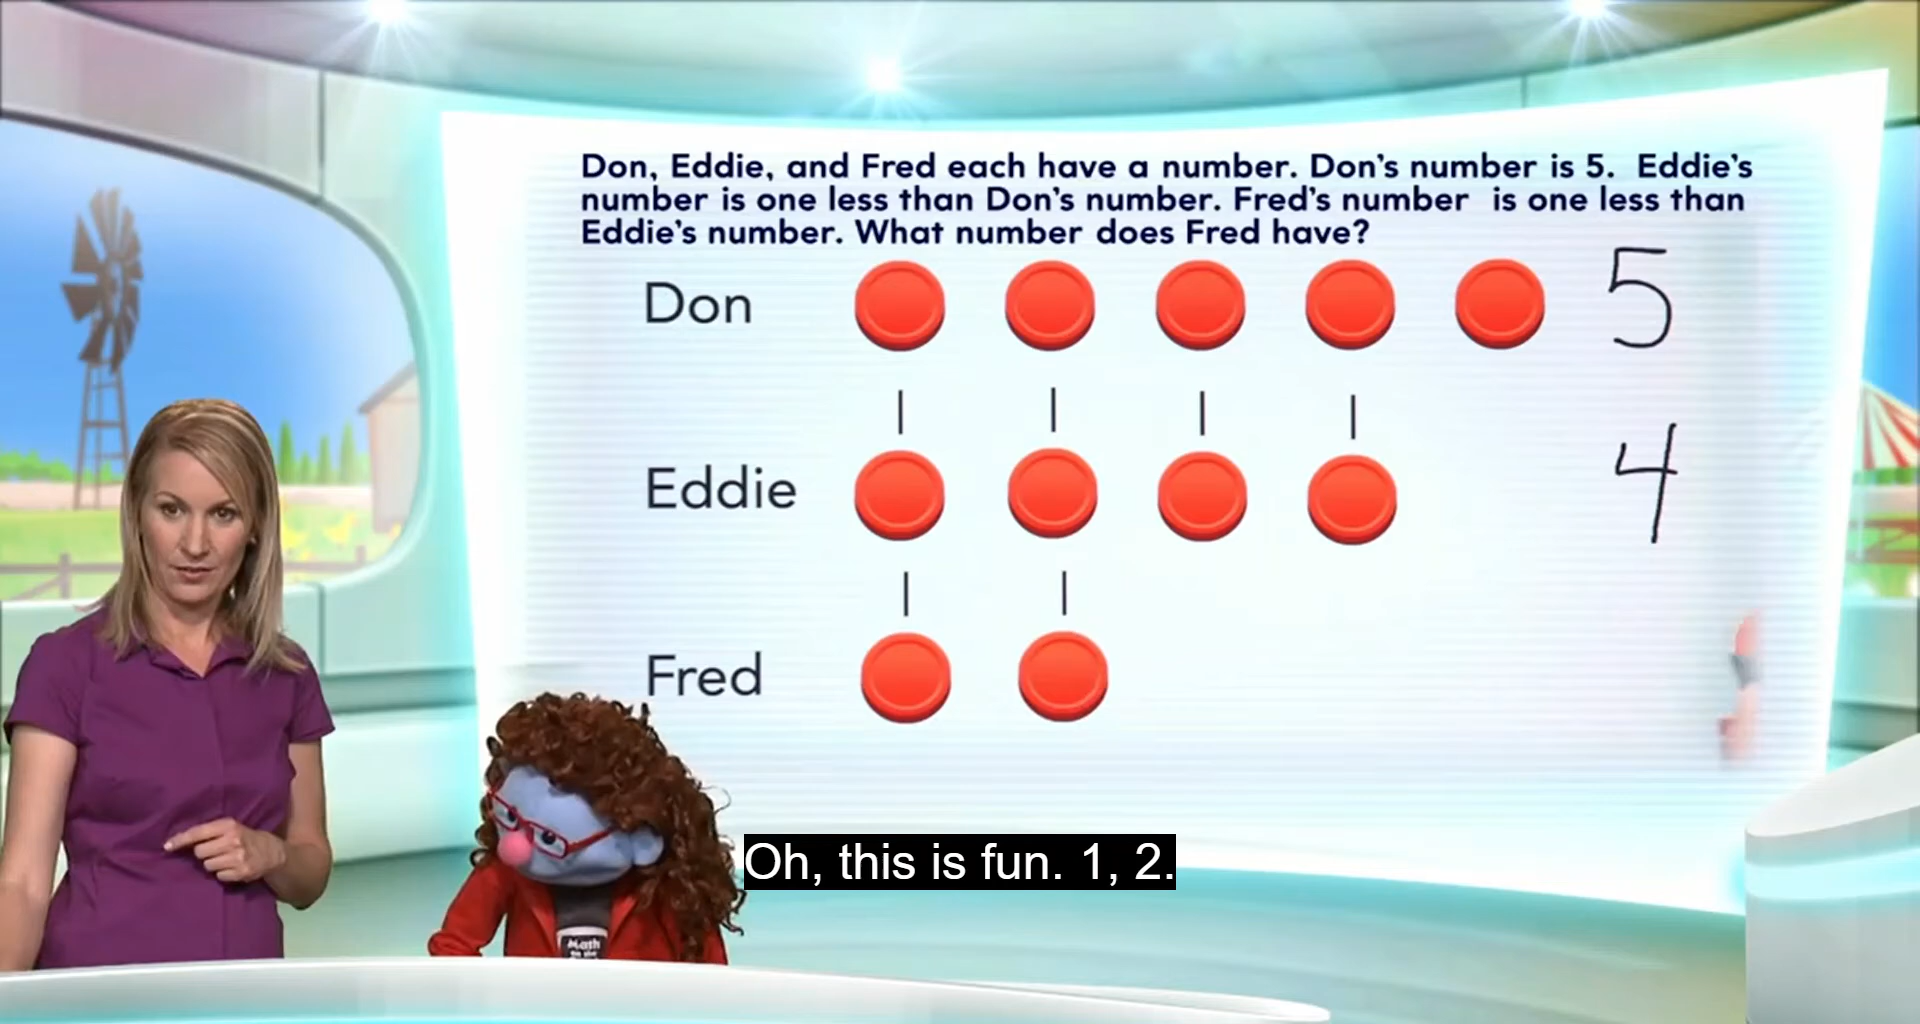 Don, Eddie, and Fred each have a number. Don's number is 5. Eddie's
number is one less than Don's number. Fred's number is one less than
Eddie's number. What number does Fred have?
Don 5
Eddie 4
Fred
Oh, this is fun. 1, 2.
Math